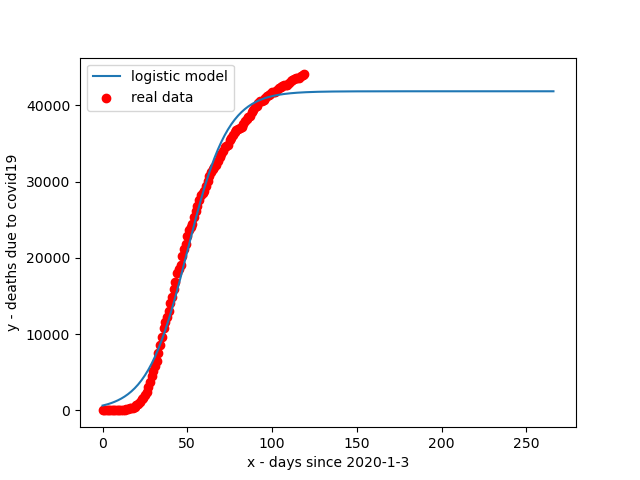 logistic model
real data
y - deaths due to covid19
40000
30000
20000
10000
0
0 50 100 150 200 250
x - days since 2020-1-3